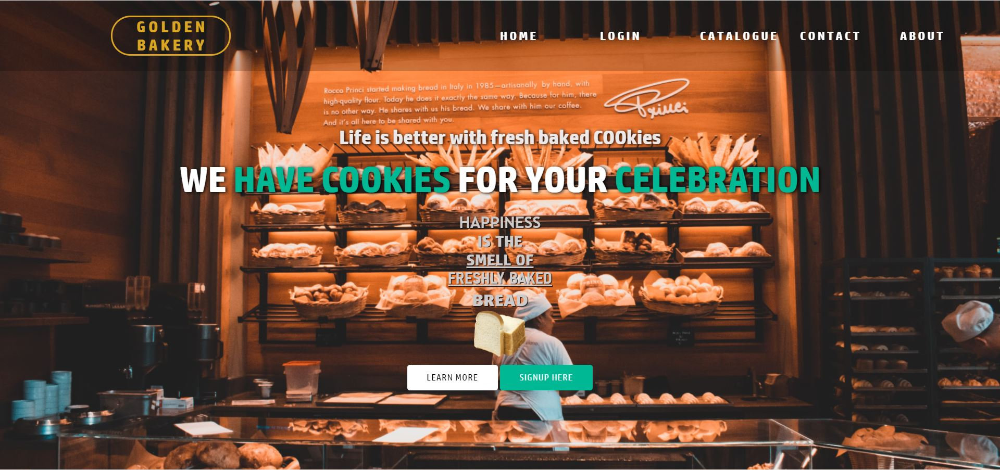 GOLDEN
BAKERY
HOME LOGIN CATALOGUE CONTACT ABOUT
Rocco Princi started making bread in Italy in 1985—artisanally by hand, with
high-quality flour. Today he does it exactly the same way. Because for him, there
is no other way. He shares with us his bread. We share with him our coffee.
And it's all here to be shared with you.
Princi
Life is better with fresh baked COOkies
WE HAVE COOKIES FOR YOUR CELEBRATION
HAPPINESS
IS THE
SMELL OF
FRESHLY BAKED
BREAD
LEARN MORE SIGNUP HERE